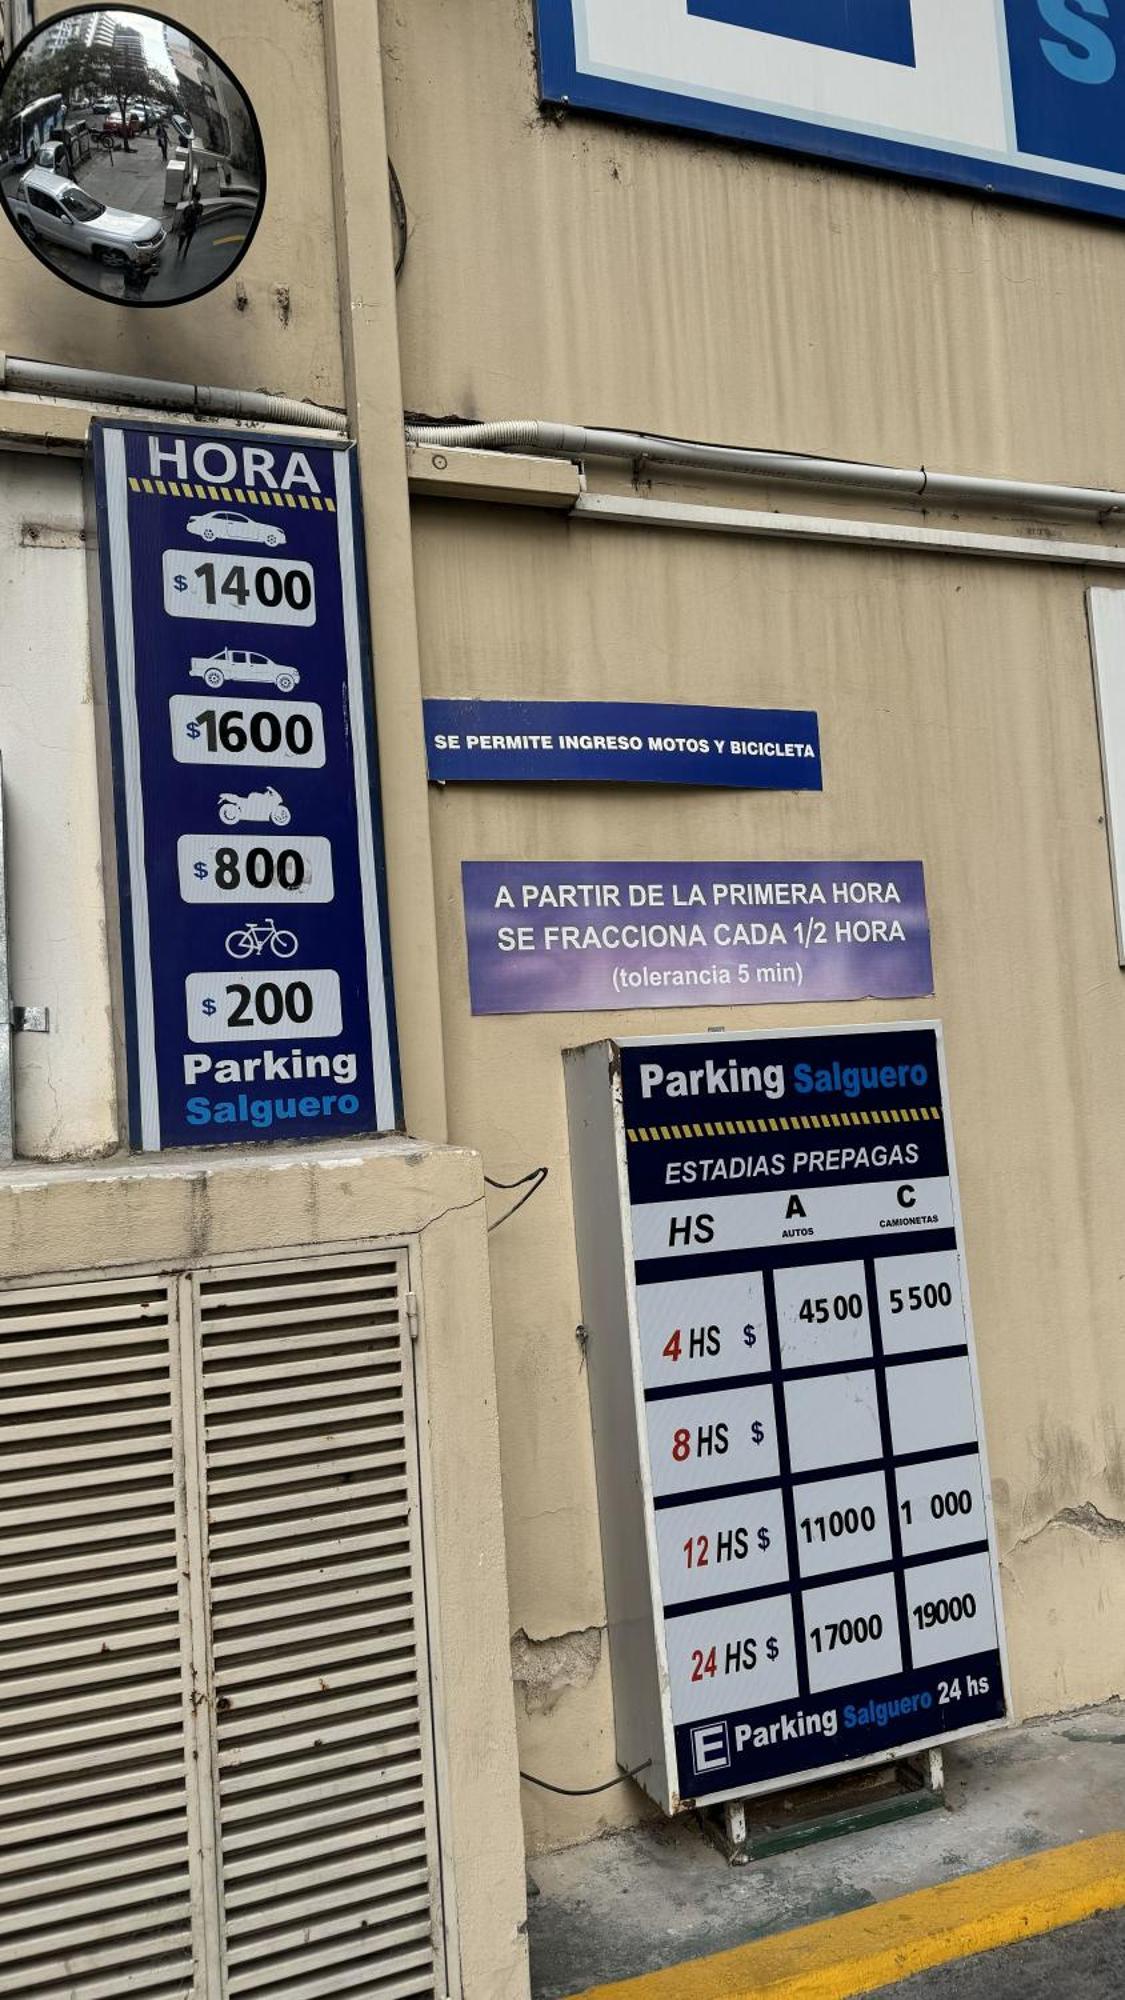 S
HORA
$1400
$1600
$800
$200
Parking
Salguero
SE PERMITE INGRESO MOTOS Y BICICLETA
A PARTIR DE LA PRIMERA HORA
SE FRACCIONA CADA 1/2 HORA
(tolerancia 5 min)
Parking Salguero
ESTADIAS PREPAGAS
HS A C
AUTOS CAMIONETAS
4 HS $ 4500 5500
8 HS $
12 HS $ 11000 1 000
24 HS $ 17000 19000
E Parking Salguero 24 hs